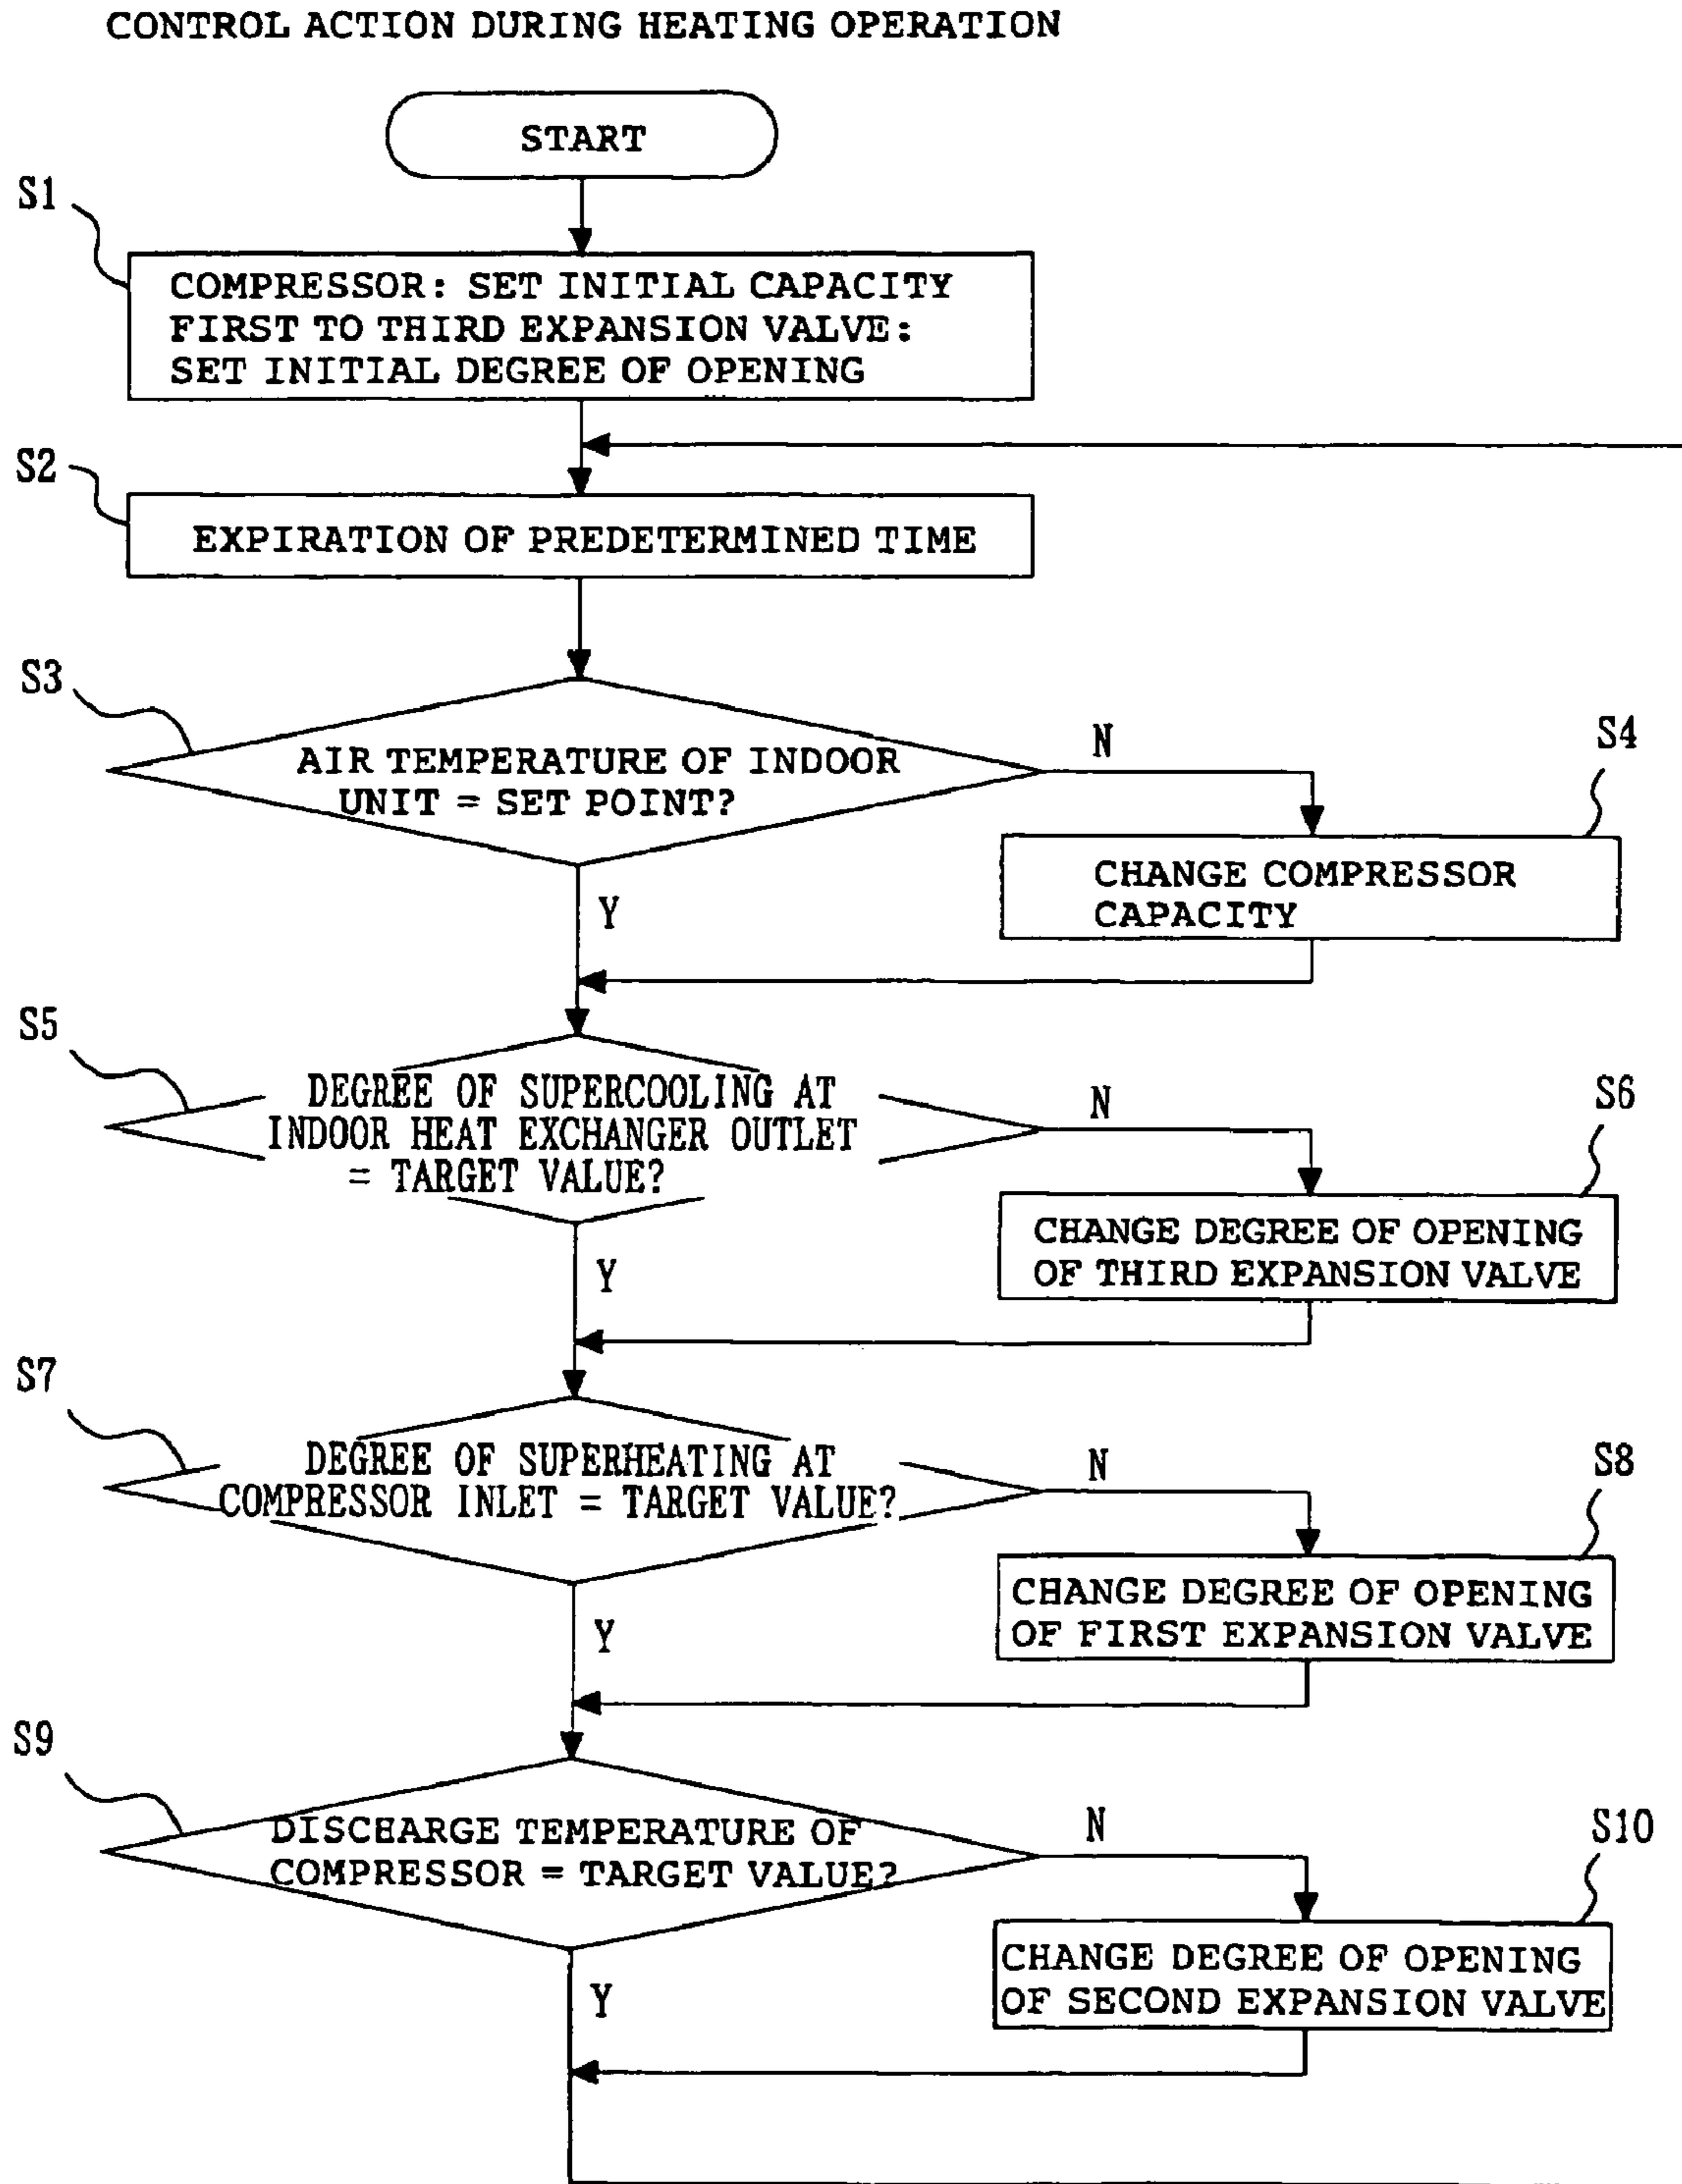 CONTROL ACTION DURING HEATING OPERATION
START
S1
COMPRESSOR: SET INITIAL CAPACITY
FIRST TO THIRD EXPANSION VALVE:
SET INITIAL DEGREE OF OPENING
S2
EXPIRATION OF PREDETERMINED TIME
S3
AIR TEMPERATURE OF INDOOR
UNIT = SET POINT?
N
S4
CHANGE COMPRESSOR
CAPACITY
Y
S5
DEGREE OF SUPERCOOLING AT
INDOOR HEAT EXCHANGER OUTLET
= TARGET VALUE?
N
S6
CHANGE DEGREE OF OPENING
OF THIRD EXPANSION VALVE
Y
S7
DEGREE OF SUPERHEATING AT
COMPRESSOR INLET = TARGET VALUE?
N
S8
CHANGE DEGREE OF OPENING
OF FIRST EXPANSION VALVE
Y
S9
DISCHARGE TEMPERATURE OF
COMPRESSOR = TARGET VALUE?
N
S10
CHANGE DEGREE OF OPENING
OF SECOND EXPANSION VALVE
Y